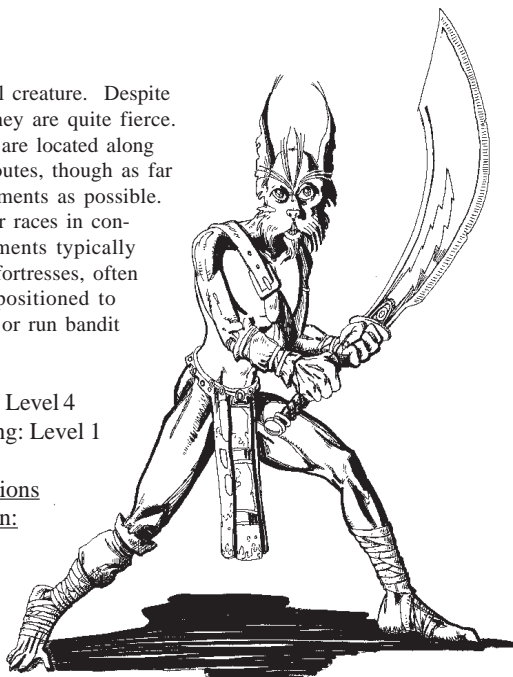 l creature. Despite
hey are quite fierce.
are located along
outes, though as far
ments as possible.
r races in con-
ments typically
fortresses, often
positioned to
or run bandit
Level 4
ng: Level 1
tions
n: